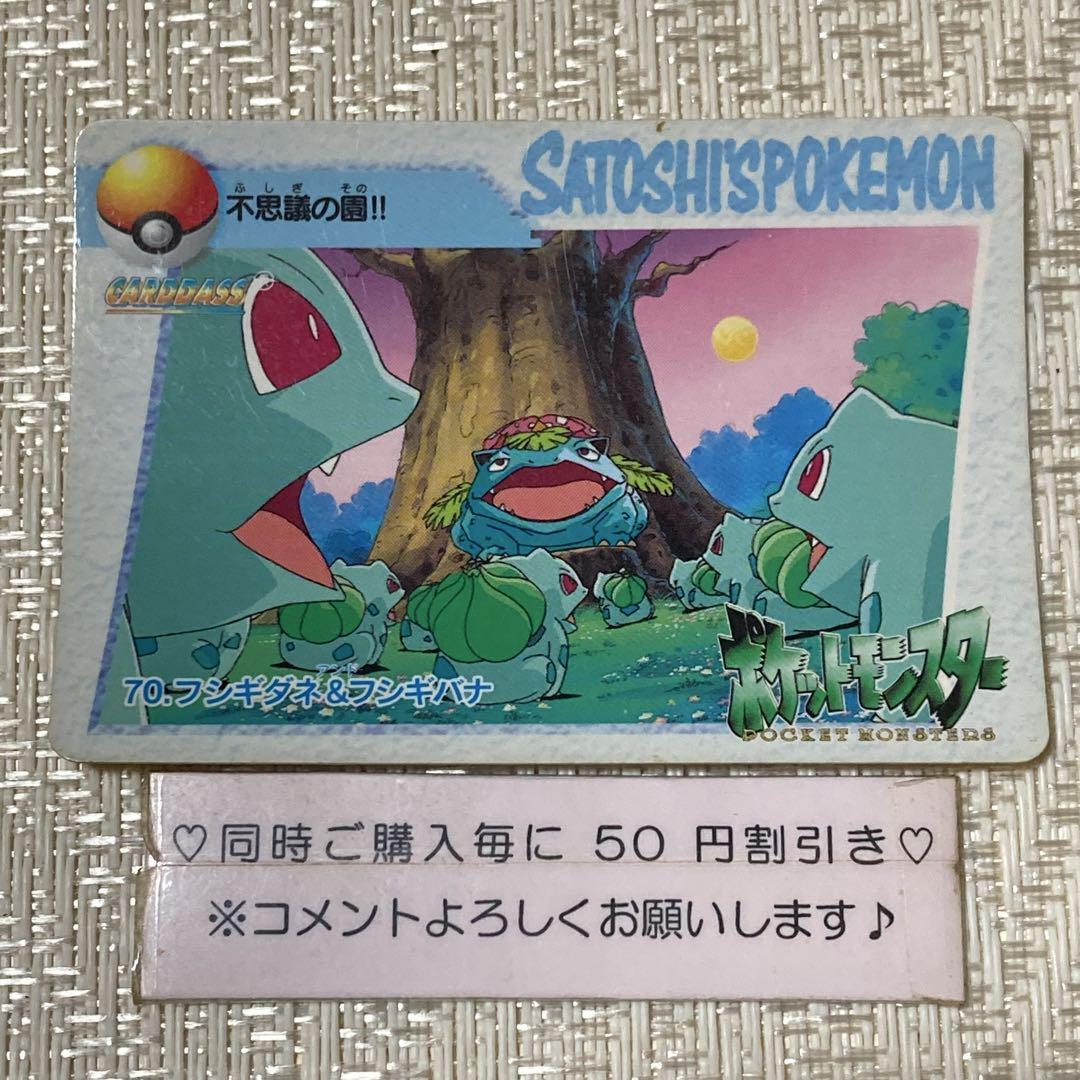 SATOSHI'S POKEMON
ふしぎ その
不思議の園!!
CARDDASS®
アンド
70.フシギダネ&フシギバナ
ポケットモンスター
POCKET MONSTERS
♡同時ご購入毎に 50 円割引き♡
※コメントよろしくお願いします♪